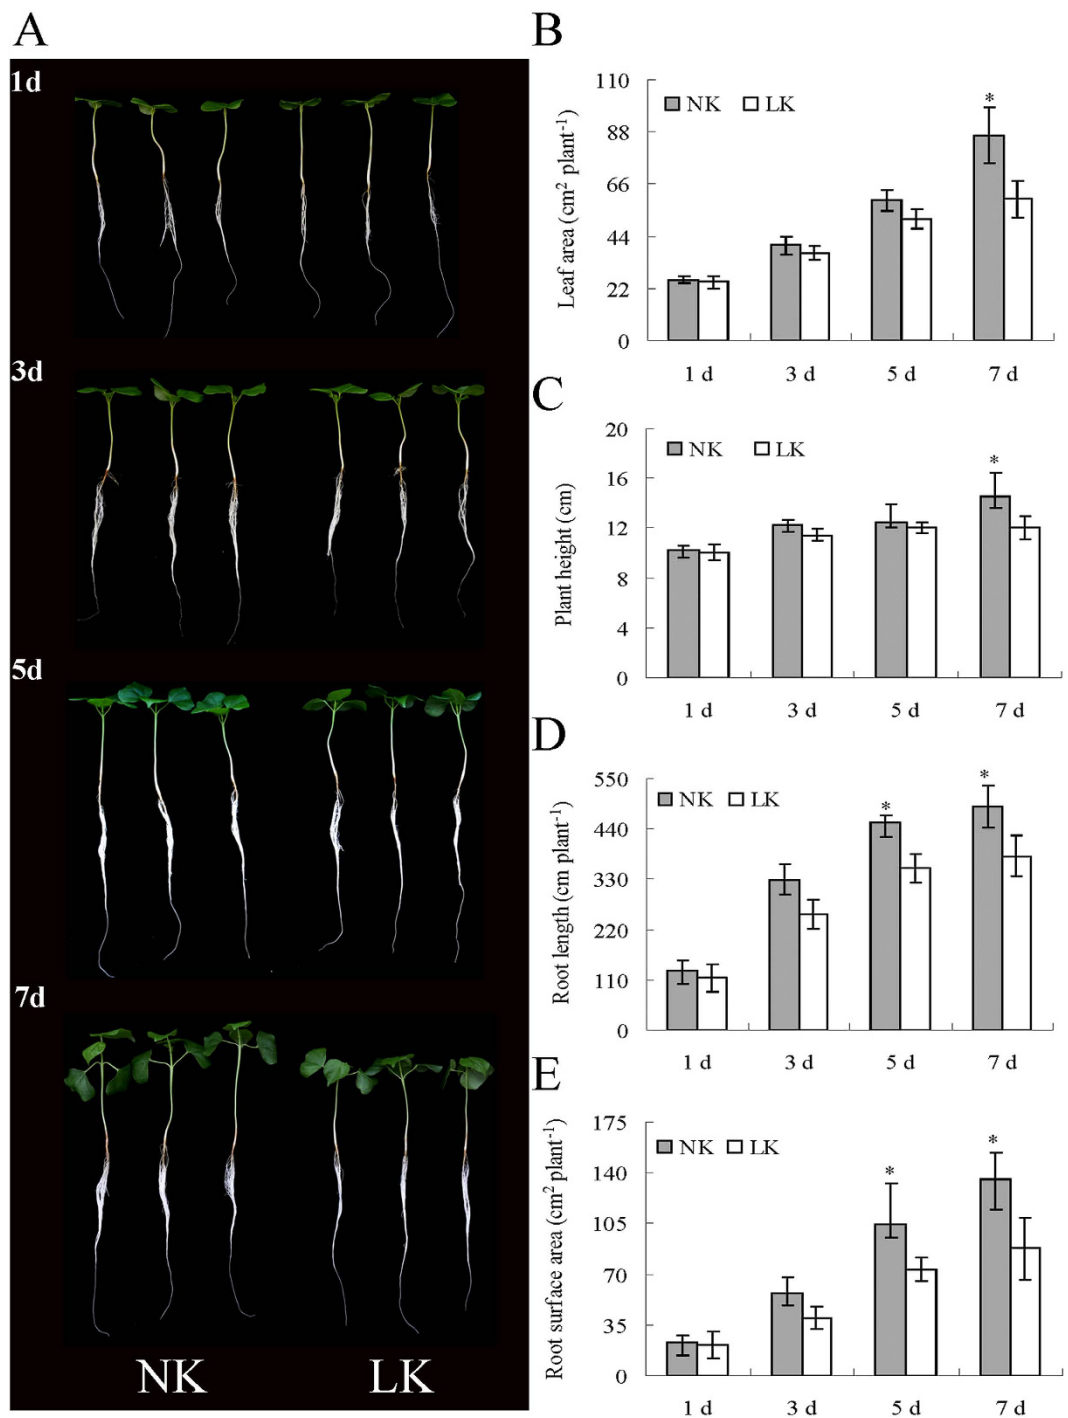 A
1d
3d
5d
7d
NK LK
B
Leaf area (cm² plant⁻¹)
110
88
66
44
22
0
NK LK
*
1 d 3 d 5 d 7 d
C
Plant height (cm)
20
16
12
8
4
0
NK LK
*
1 d 3 d 5 d 7 d
D
Root length (cm plant⁻¹)
550
440
330
220
110
0
NK LK
* *
1 d 3 d 5 d 7 d
E
Root surface area (cm² plant⁻¹)
175
140
105
70
35
0
NK LK
* *
1 d 3 d 5 d 7 d